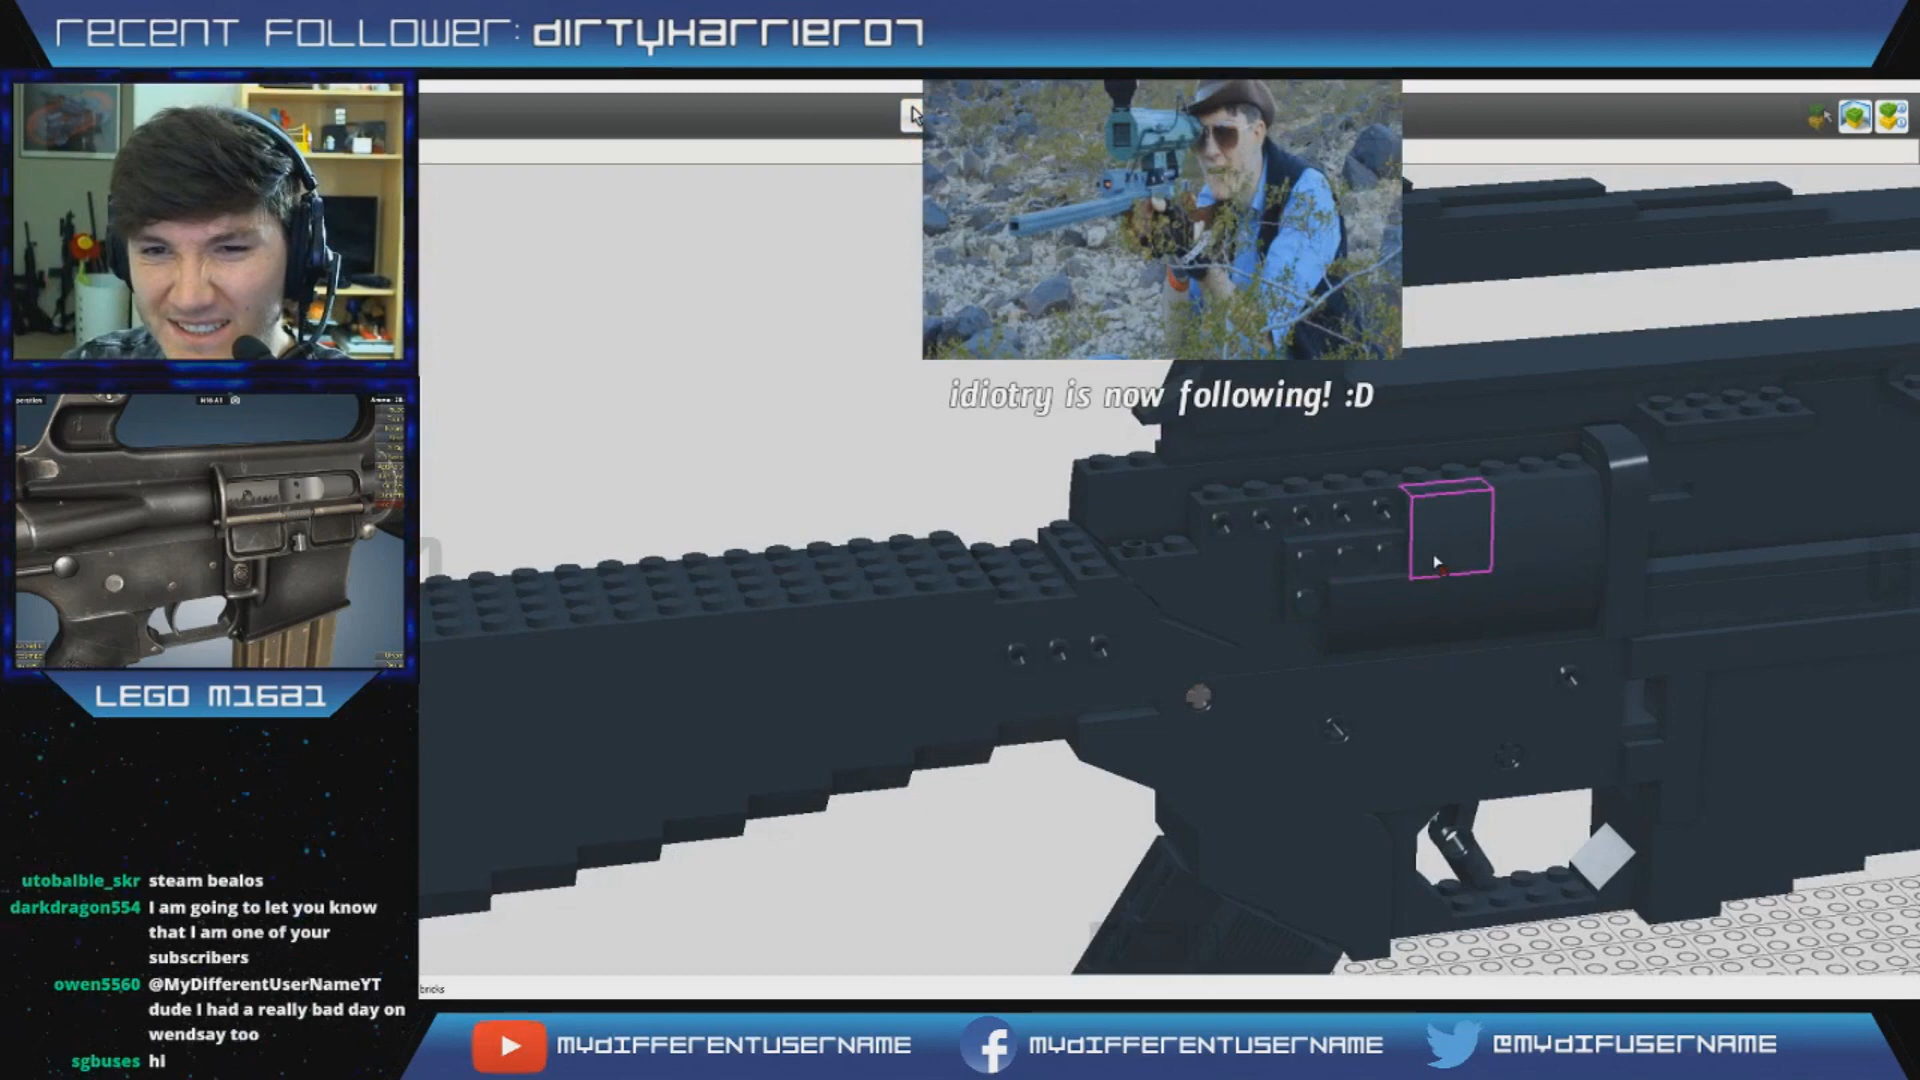 RECENT FOLLOWER: DIRTYHARRIER07
idiotry is now following! :D
M16A1
LEGO M16A1
utobalble_skr steam bealos
darkdragon554 I am going to let you know
that I am one of your
subscribers
owen5560 @MyDifferentUserNameYT
dude I had a really bad day on
wendsay too
sgbuses hi
bricks
MYDIFFERENTUSERNAME
MYDIFFERENTUSERNAME
@MYDIFUSERNAME